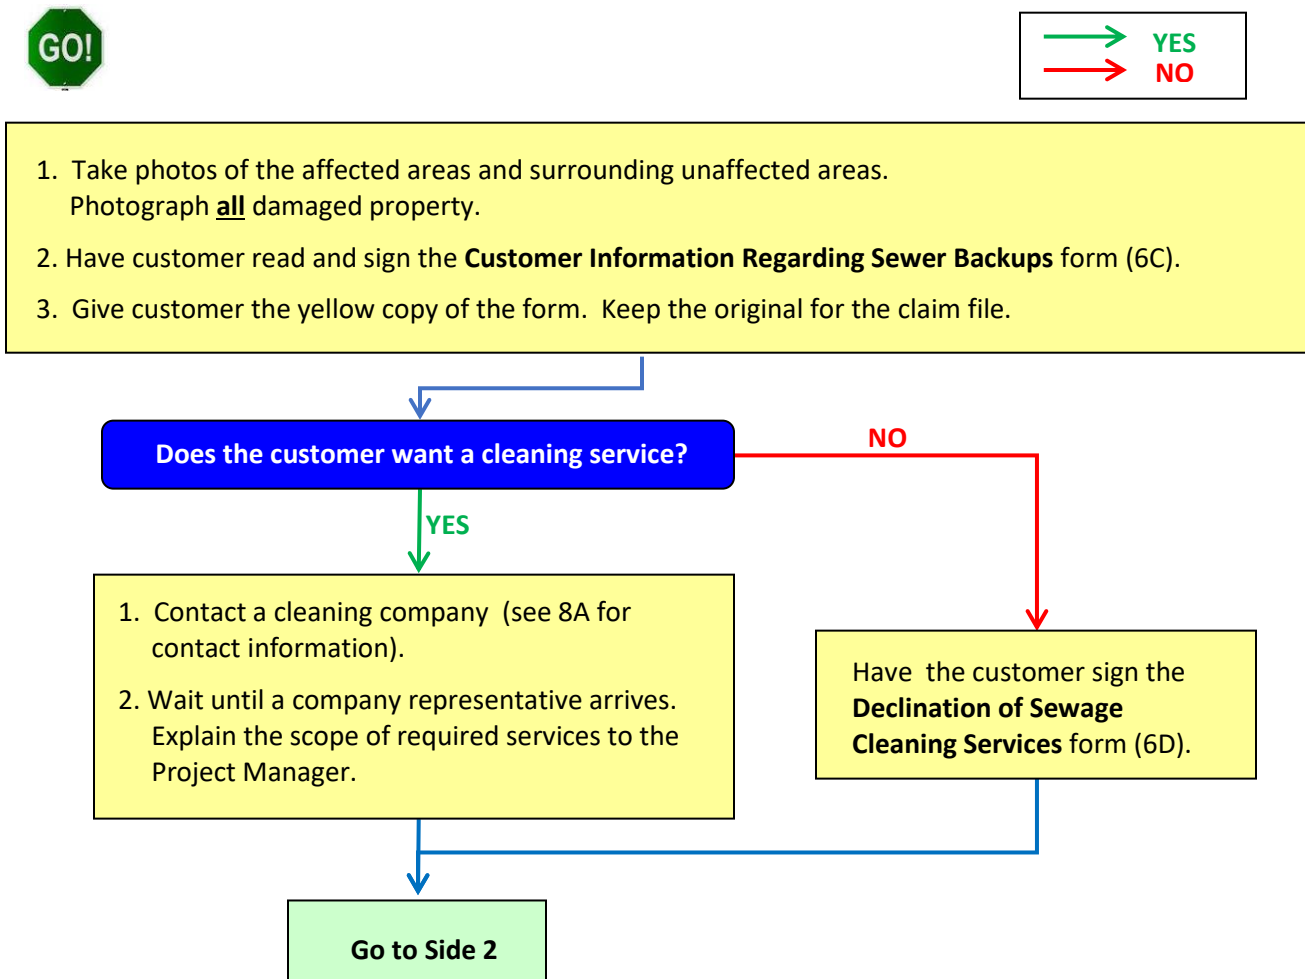 GO!
YES
NO
1. Take photos of the affected areas and surrounding unaffected areas.
Photograph all damaged property.
2. Have customer read and sign the Customer Information Regarding Sewer Backups form (6C).
3. Give customer the yellow copy of the form. Keep the original for the claim file.
Does the customer want a cleaning service?
NO
YES
1. Contact a cleaning company (see 8A for
contact information).
2. Wait until a company representative arrives.
Explain the scope of required services to the
Project Manager.
Have the customer sign the
Declination of Sewage
Cleaning Services form (6D).
Go to Side 2